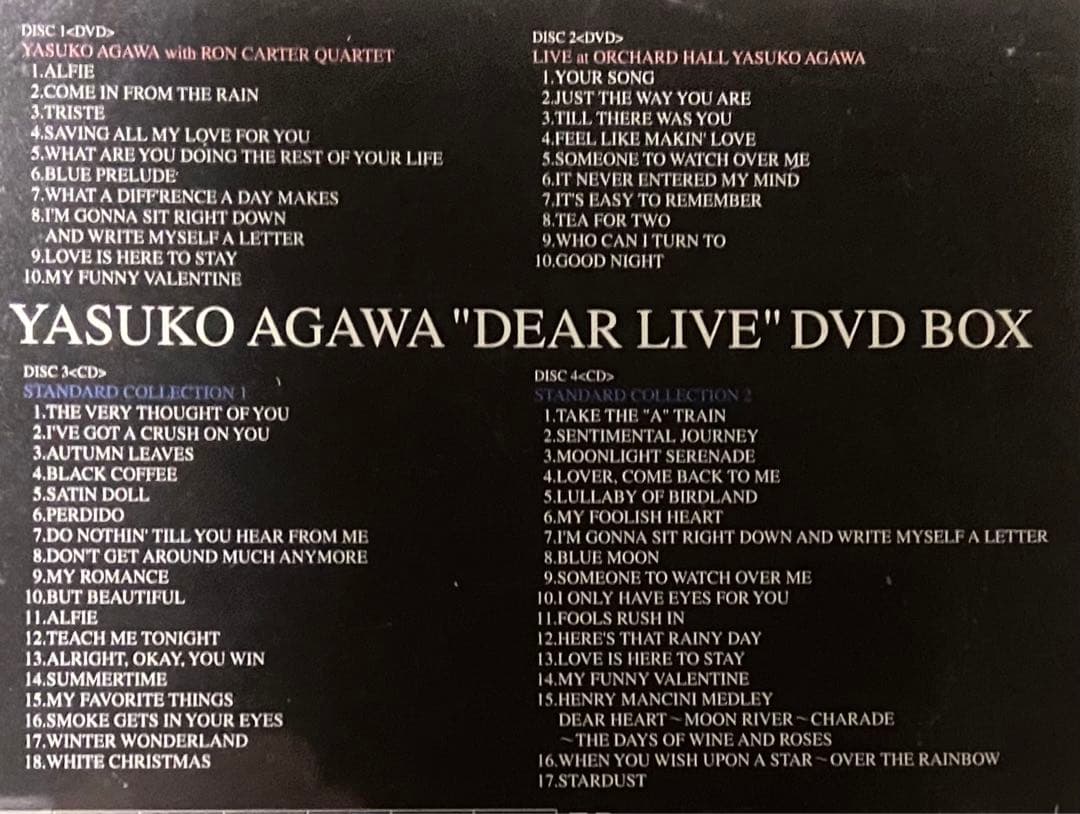 DISC 1<DVD>
YASUKO AGAWA with RON CARTER QUARTET
1.ALFIE
2.COME IN FROM THE RAIN
3.TRISTE
4.SAVING ALL MY LOVE FOR YOU
5.WHAT ARE YOU DOING THE REST OF YOUR LIFE
6.BLUE PRELUDE
7.WHAT A DIFF'RENCE A DAY MAKES
8.I'M GONNA SIT RIGHT DOWN
AND WRITE MYSELF A LETTER
9.LOVE IS HERE TO STAY
10.MY FUNNY VALENTINE
DISC 2<DVD>
LIVE at ORCHARD HALL YASUKO AGAWA
1.YOUR SONG
2.JUST THE WAY YOU ARE
3.TILL THERE WAS YOU
4.FEEL LIKE MAKIN' LOVE
5.SOMEONE TO WATCH OVER ME
6.IT NEVER ENTERED MY MIND
7.IT'S EASY TO REMEMBER
8.TEA FOR TWO
9.WHO CAN I TURN TO
10.GOOD NIGHT
YASUKO AGAWA "DEAR LIVE" DVD BOX
DISC 3<CD>
STANDARD COLLECTION 1
1.THE VERY THOUGHT OF YOU
2.I'VE GOT A CRUSH ON YOU
3.AUTUMN LEAVES
4.BLACK COFFEE
5.SATIN DOLL
6.PERDIDO
7.DO NOTHIN' TILL YOU HEAR FROM ME
8.DON'T GET AROUND MUCH ANYMORE
9.MY ROMANCE
10.BUT BEAUTIFUL
11.ALFIE
12.TEACH ME TONIGHT
13.ALRIGHT, OKAY, YOU WIN
14.SUMMERTIME
15.MY FAVORITE THINGS
16.SMOKE GETS IN YOUR EYES
17.WINTER WONDERLAND
18.WHITE CHRISTMAS
DISC 4<CD>
STANDARD COLLECTION 2
1.TAKE THE "A" TRAIN
2.SENTIMENTAL JOURNEY
3.MOONLIGHT SERENADE
4.LOVER, COME BACK TO ME
5.LULLABY OF BIRDLAND
6.MY FOOLISH HEART
7.I'M GONNA SIT RIGHT DOWN AND WRITE MYSELF A LETTER
8.BLUE MOON
9.SOMEONE TO WATCH OVER ME
10.I ONLY HAVE EYES FOR YOU
11.FOOLS RUSH IN
12.HERE'S THAT RAINY DAY
13.LOVE IS HERE TO STAY
14.MY FUNNY VALENTINE
15.HENRY MANCINI MEDLEY
DEAR HEART～MOON RIVER～CHARADE
～THE DAYS OF WINE AND ROSES
16.WHEN YOU WISH UPON A STAR～OVER THE RAINBOW
17.STARDUST